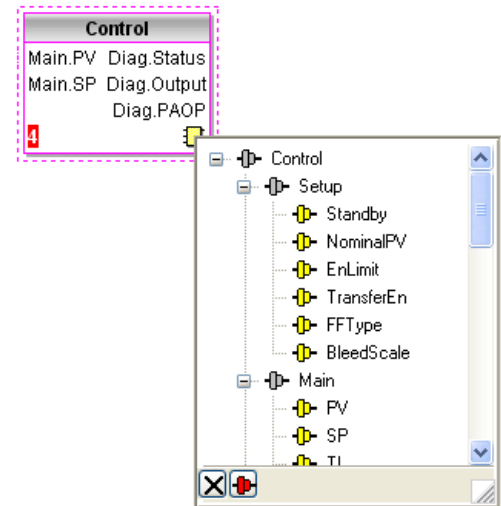 Control
Main.PV Diag.Status
Main.SP Diag.Output
Diag.PAOP
4
Control
Setup
Standby
NominalPV
EnLimit
TransferEn
FFType
BleedScale
Main
PV
SP